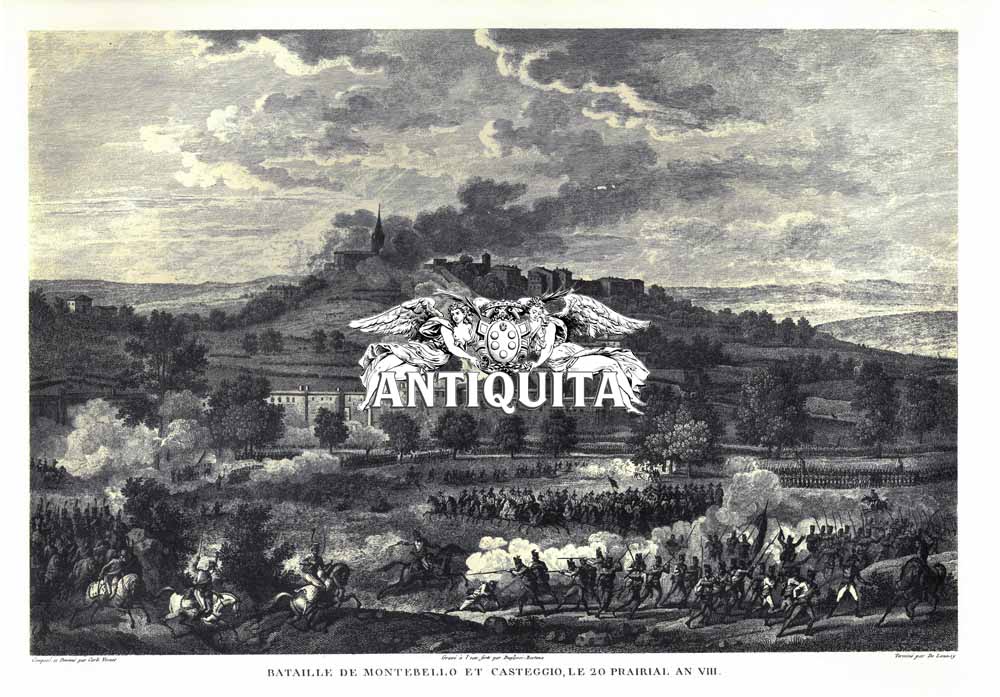 ANTIQUITA
Composé et Dessiné par Carle Vernet
Gravé à l'eau forte par Duplessi-Bertaux
Terminé par De Launay
BATAILLE DE MONTEBELLO ET CASTEGGIO, LE 20 PRAIRIAL AN VIII.